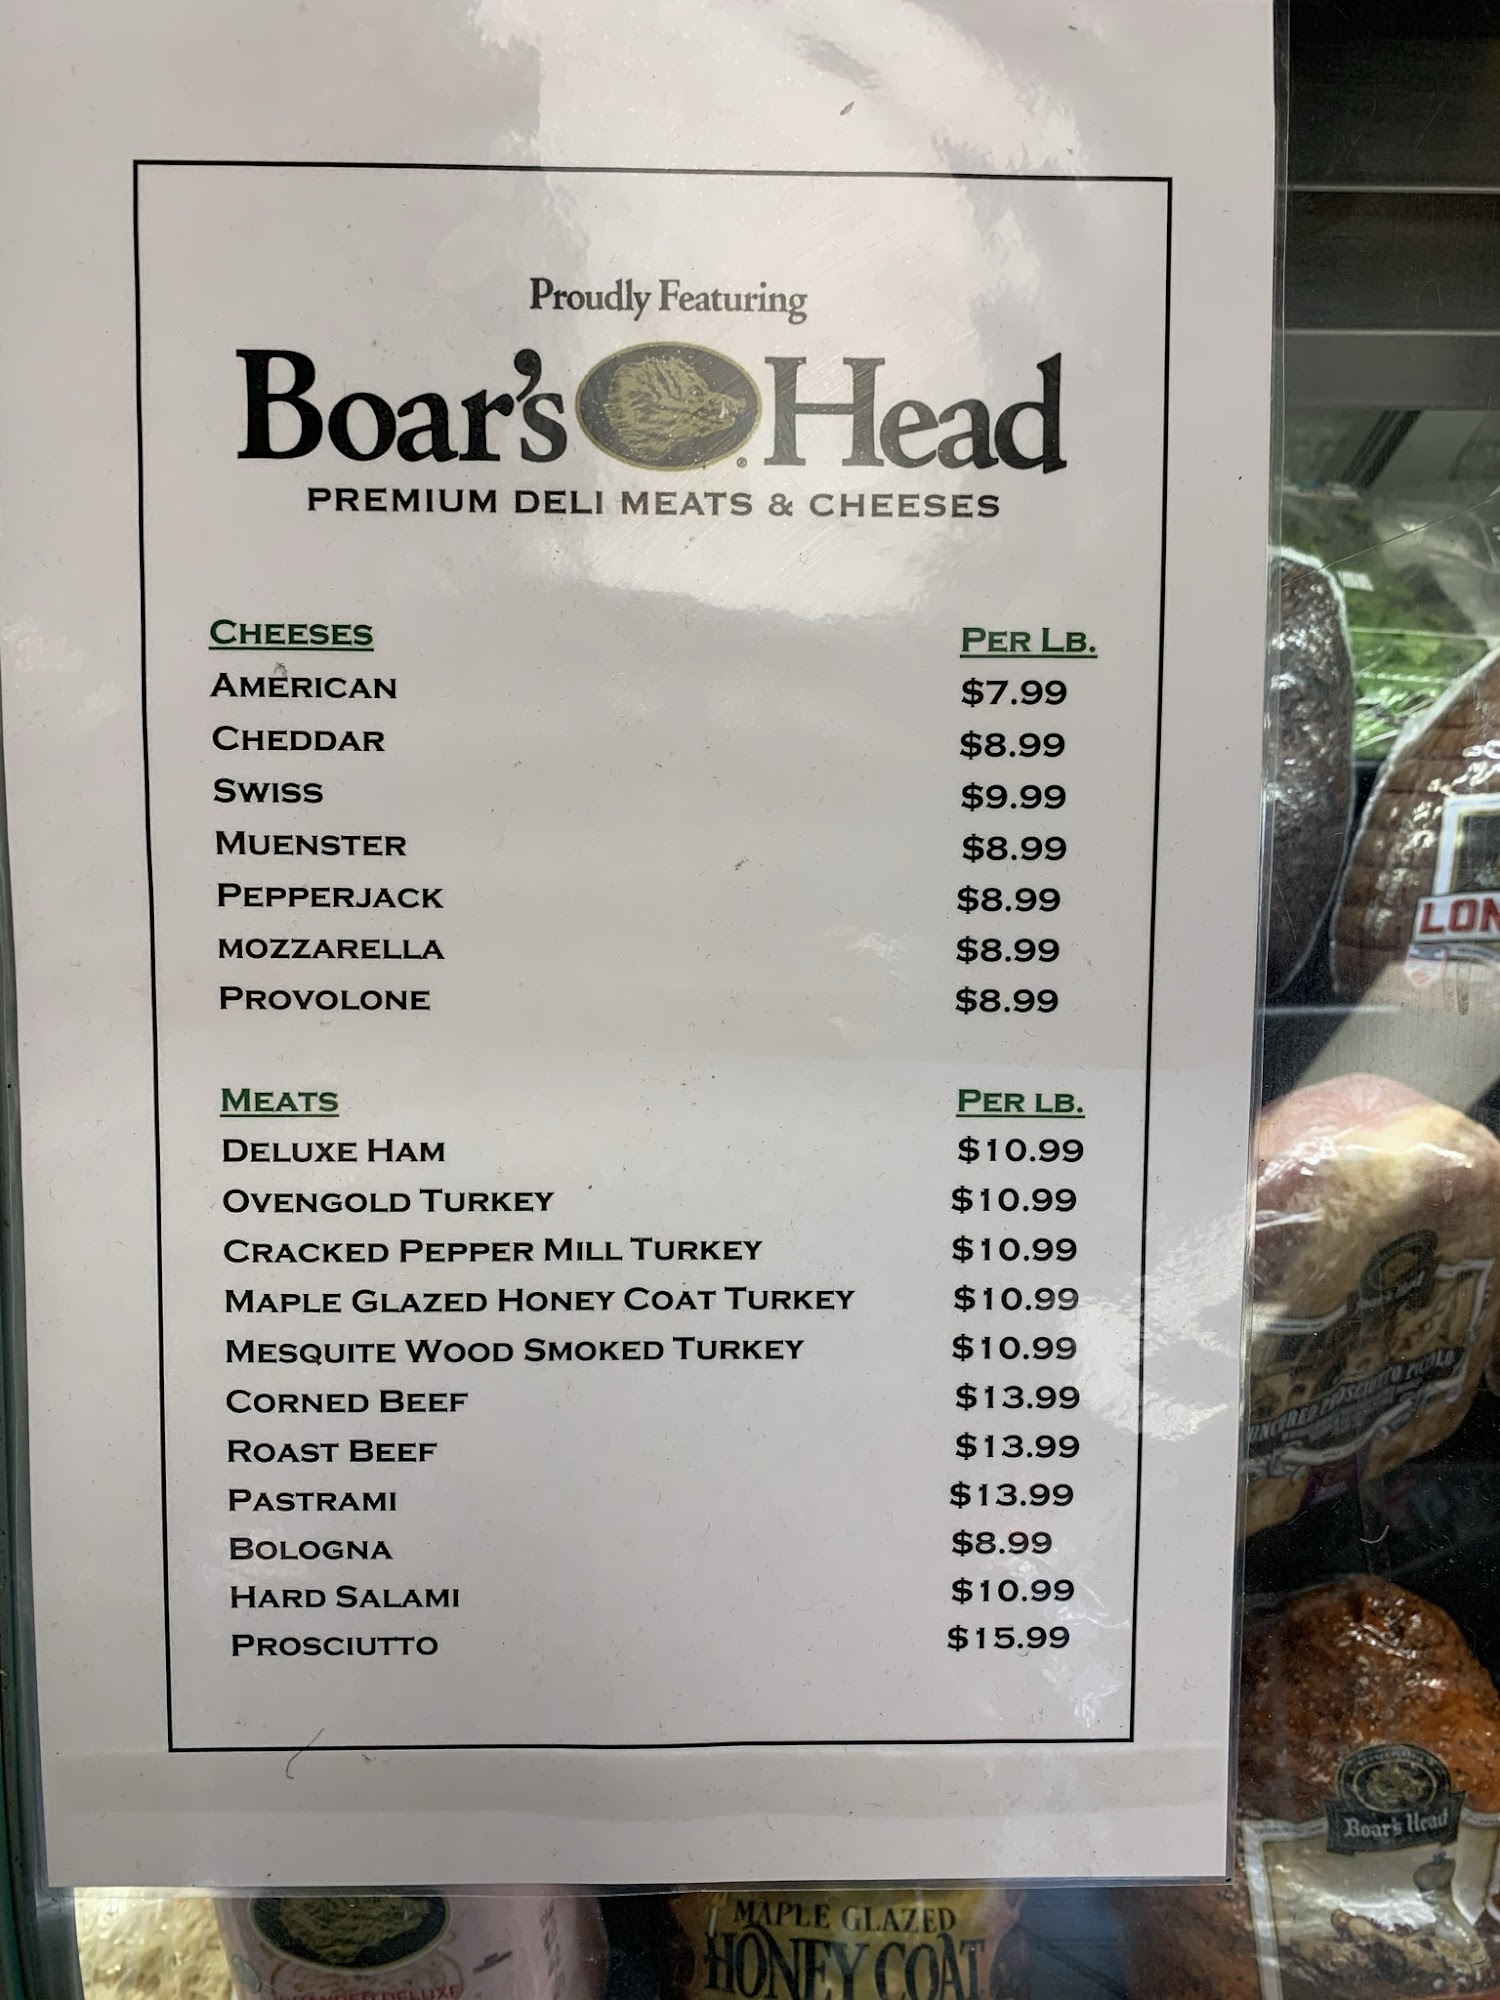 Proudly Featuring
Boar's Head
PREMIUM DELI MEATS & CHEESES
CHEESES PER LB.
AMERICAN $7.99
CHEDDAR $8.99
SWISS $9.99
MUENSTER $8.99
PEPPERJACK $8.99
MOZZARELLA $8.99
PROVOLONE $8.99
MEATS PER LB.
DELUXE HAM $10.99
OVENGOLD TURKEY $10.99
CRACKED PEPPER MILL TURKEY $10.99
MAPLE GLAZED HONEY COAT TURKEY $10.99
MESQUITE WOOD SMOKED TURKEY $10.99
CORNED BEEF $13.99
ROAST BEEF $13.99
PASTRAMI $13.99
BOLOGNA $8.99
HARD SALAMI $10.99
PROSCIUTTO $15.99
LON
Boar's Head
MAPLE GLAZED
HONEY COAT